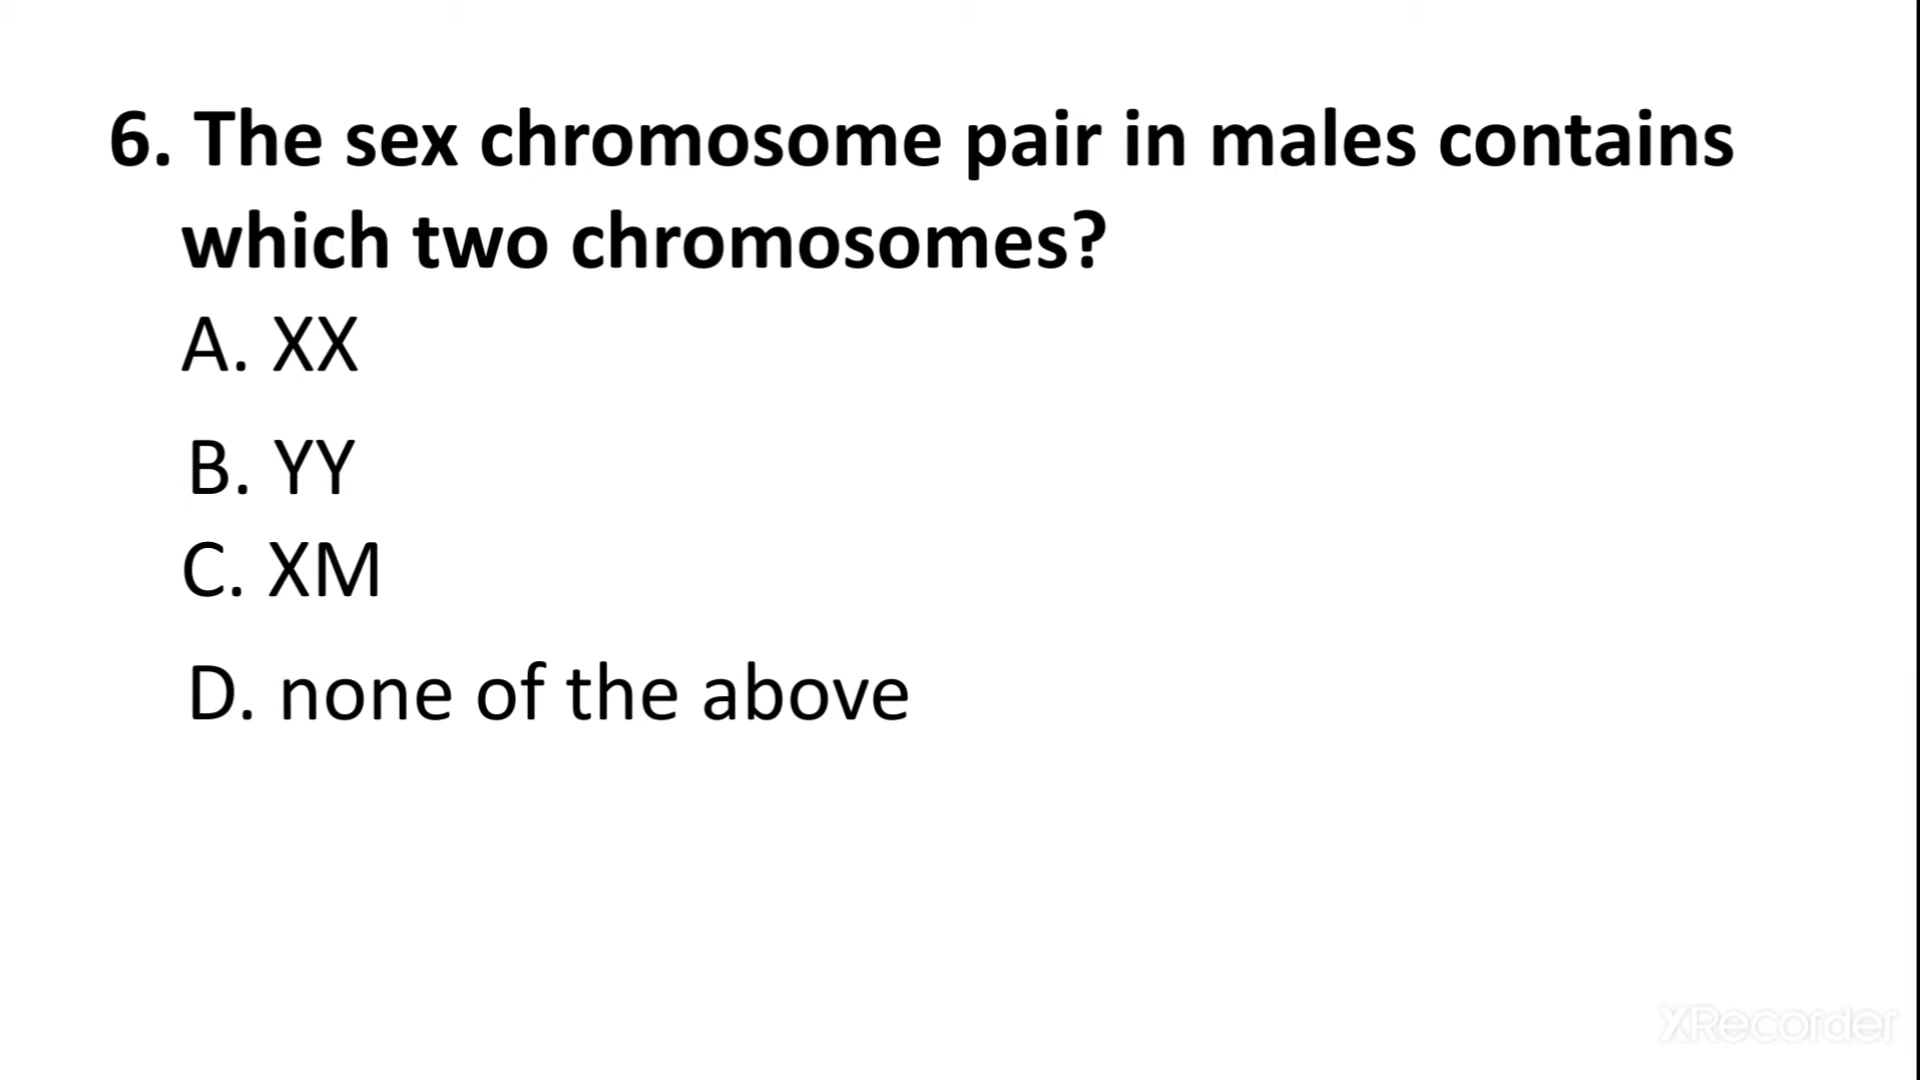 6. The sex chromosome pair in males contains
which two chromosomes?
A. XX
B. YY
C. XM
D. none of the above
XRecorder